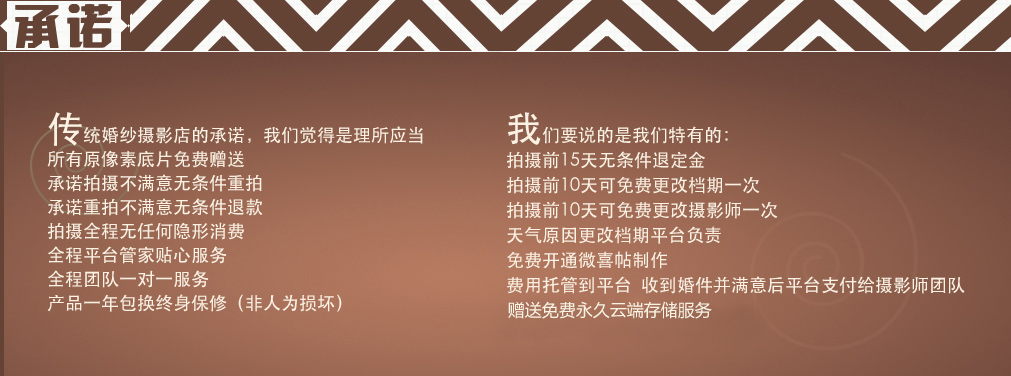 承诺
传统婚纱摄影店的承诺，我们觉得是理所应当
所有原像素底片免费赠送
承诺拍摄不满意无条件重拍
承诺重拍不满意无条件退款
拍摄全程无任何隐形消费
全程平台管家贴心服务
全程团队一对一服务
产品一年包换终身保修（非人为损坏）
我们要说的是我们特有的：
拍摄前15天无条件退定金
拍摄前10天可免费更改档期一次
拍摄前10天可免费更改摄影师一次
天气原因更改档期平台负责
免费开通微喜帖制作
费用托管到平台 收到婚件并满意后平台支付给摄影师团队
赠送免费永久云端存储服务